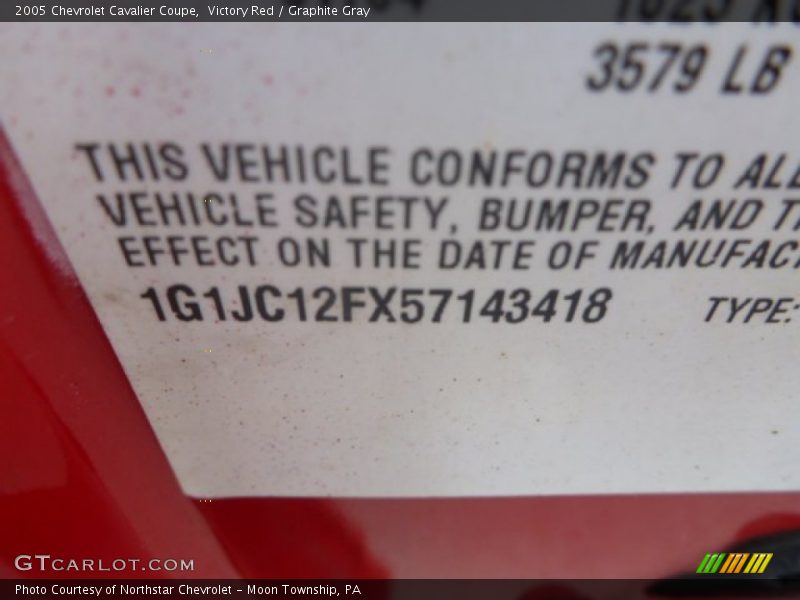 2005 Chevrolet Cavalier Coupe, Victory Red / Graphite Gray
3579 LB
THIS VEHICLE CONFORMS TO ALL
VEHICLE SAFETY, BUMPER, AND
EFFECT ON THE DATE OF MANUFAC
1G1JC12FX57143418 TYPE:
GTCARLOT.COM
Photo Courtesy of Northstar Chevrolet - Moon Township, PA